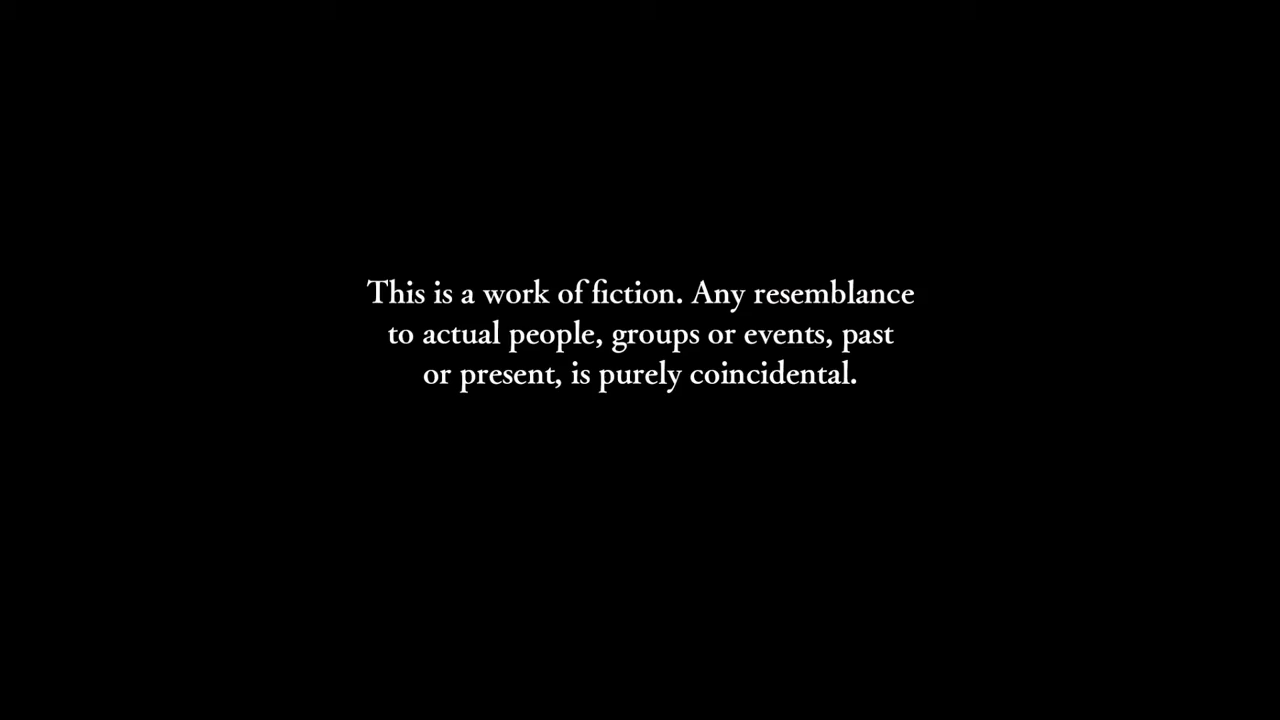 This is a work of fiction. Any resemblance
to actual people, groups or events, past
or present, is purely coincidental.